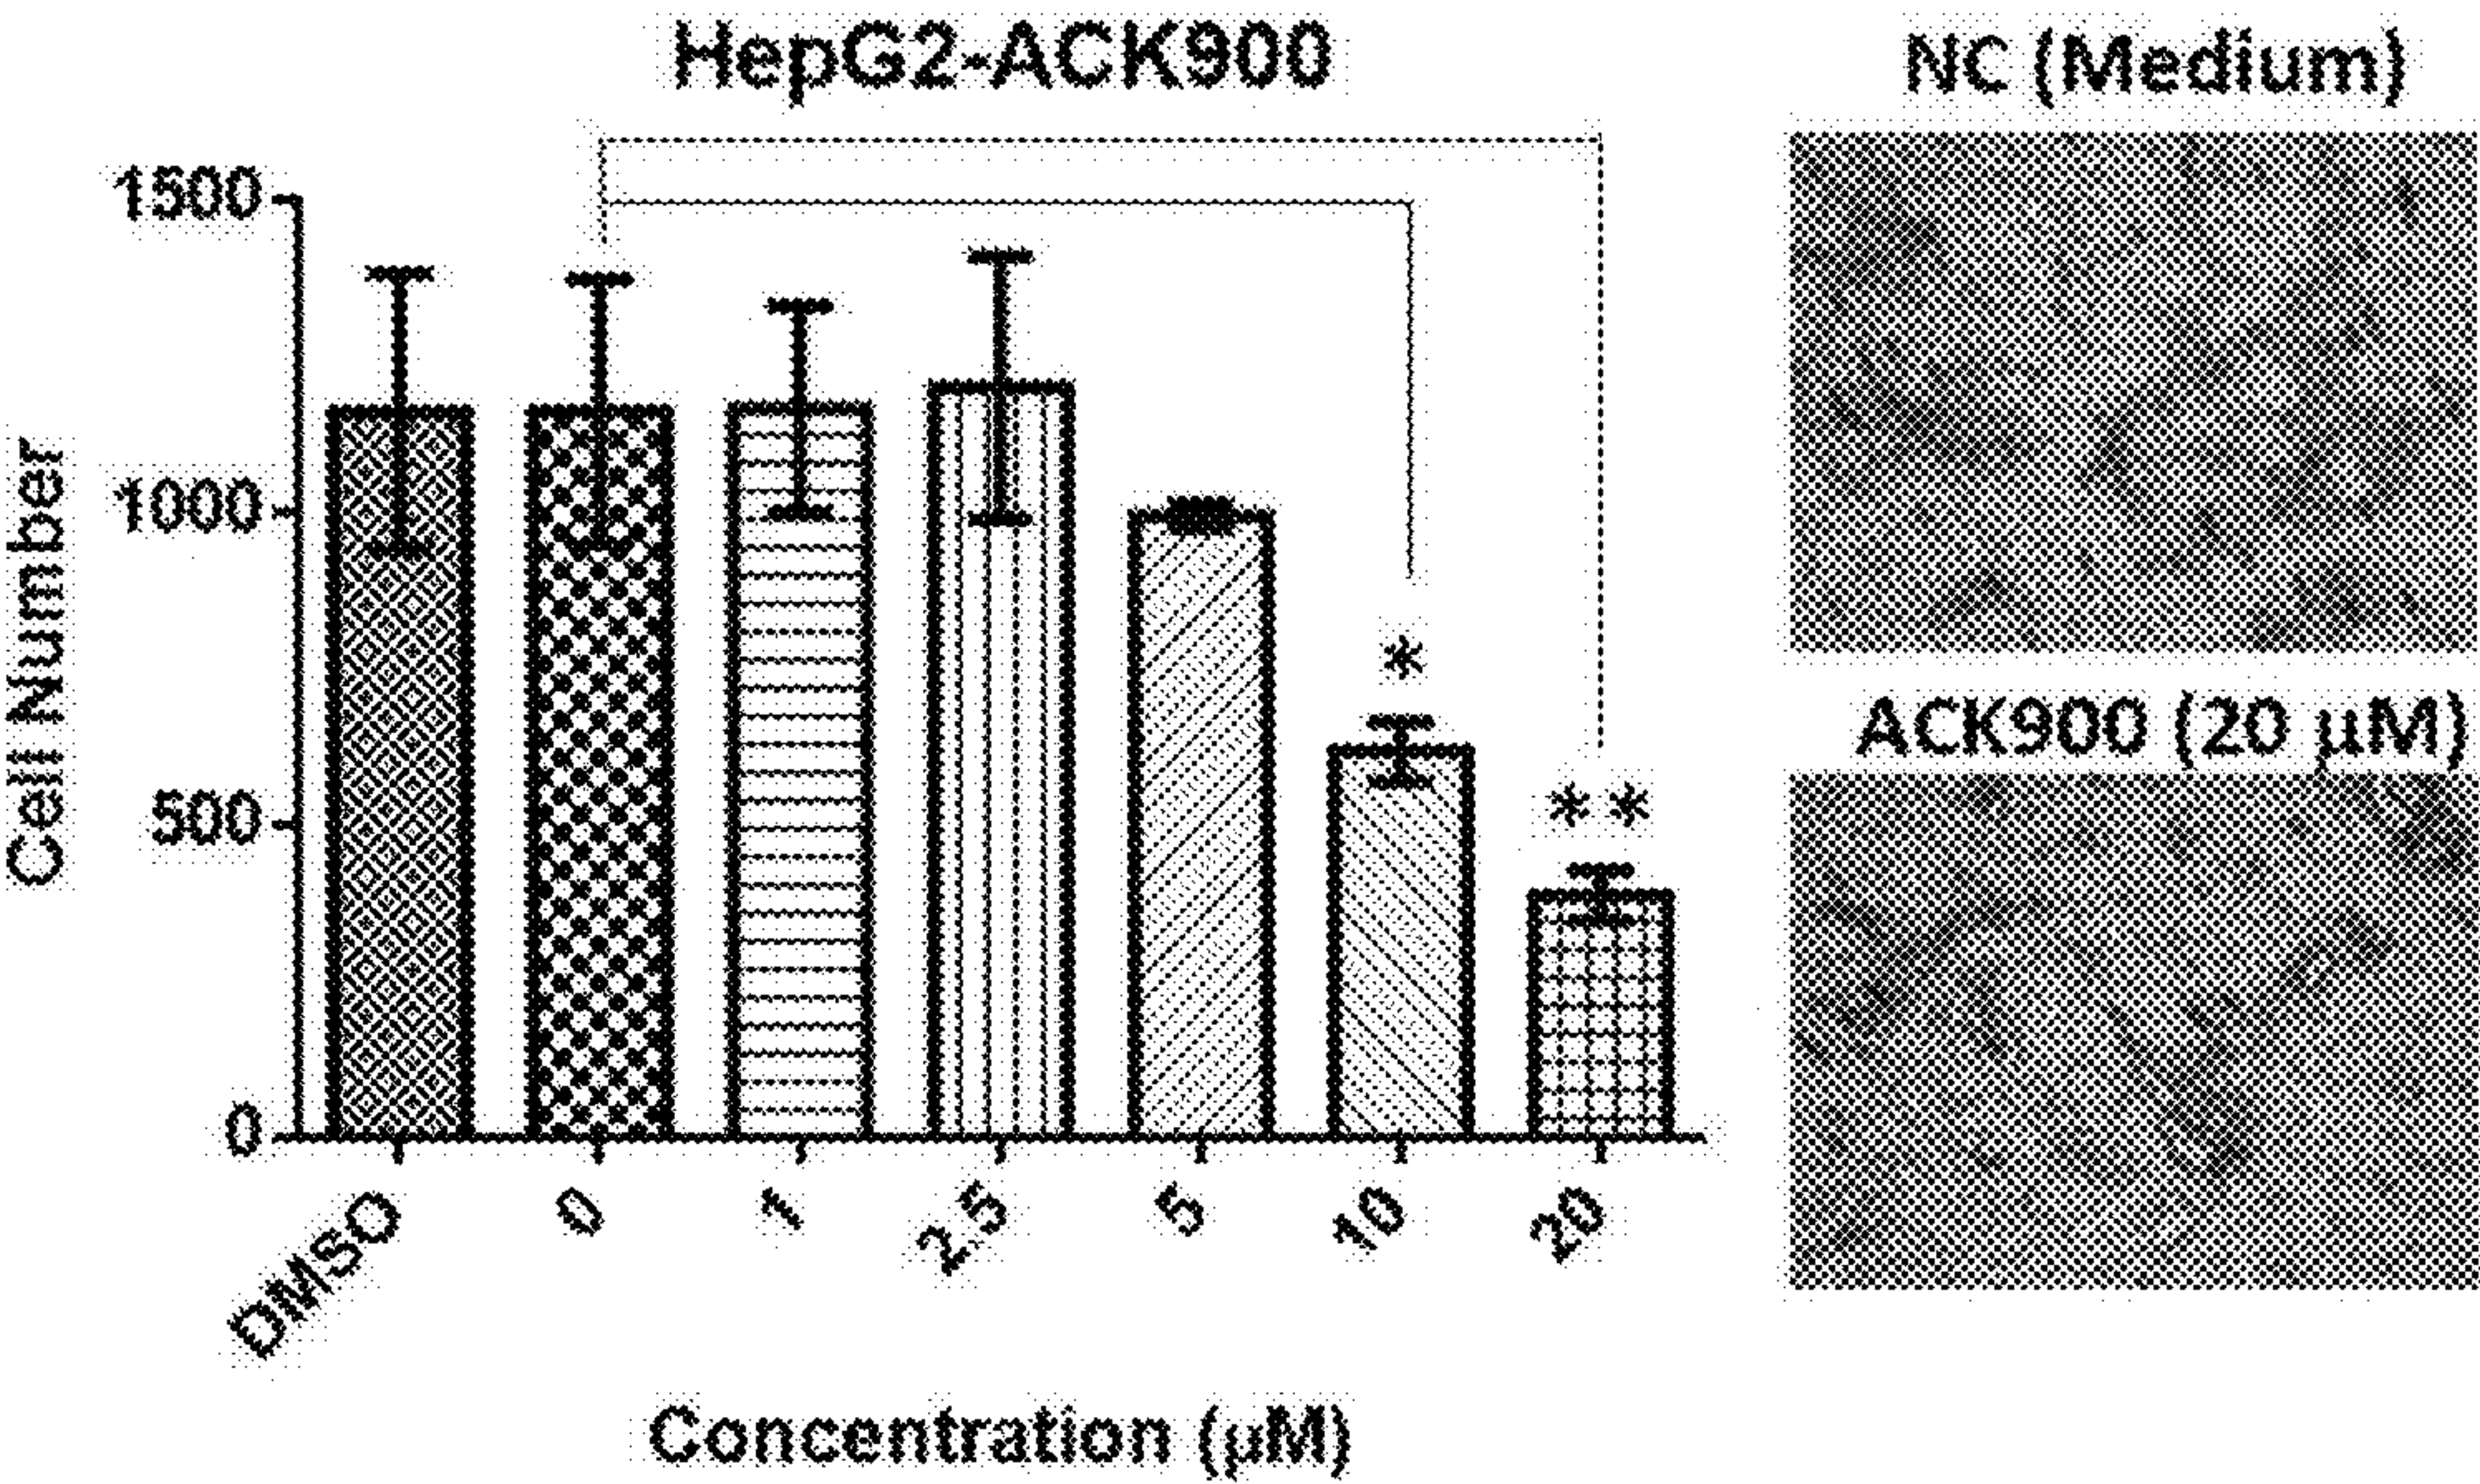 HepG2-ACK900
1500
1000
500
0
Cell Number
*
**
DMSO
0
1
2.5
5
10
20
Concentration (µM)
NC (Medium)
ACK900 (20 µM)